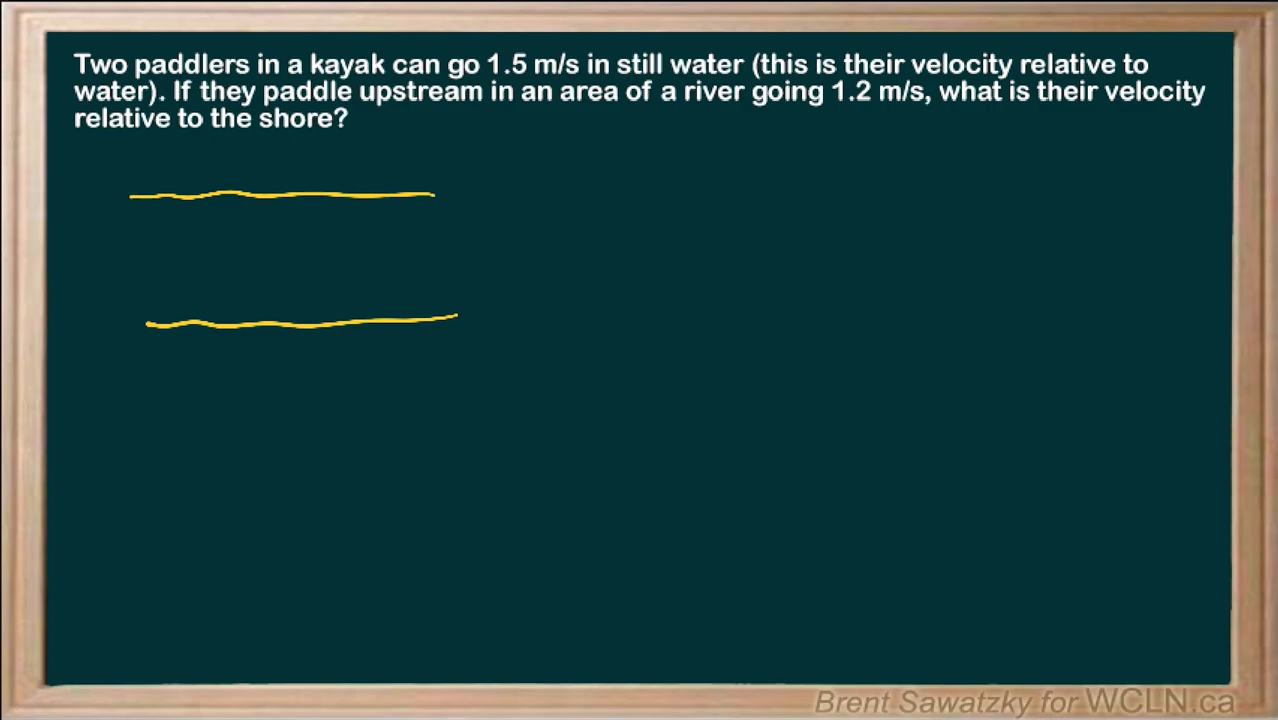 Two paddlers in a kayak can go 1.5 m/s in still water (this is their velocity relative to
water). If they paddle upstream in an area of a river going 1.2 m/s, what is their velocity
relative to the shore?
Brent Sawatzky for WCLN.ca